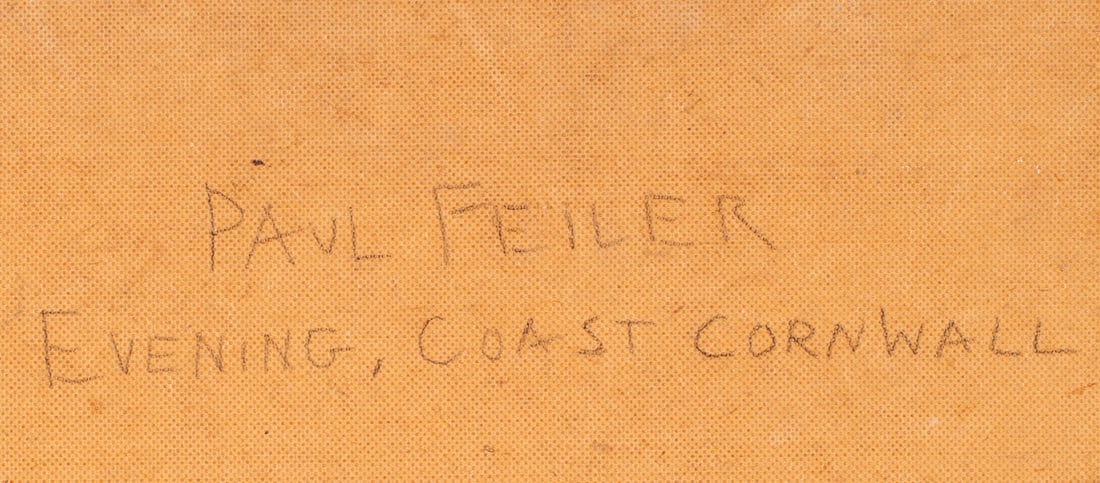 PAUL FEILER
EVENING, COAST CORNWALL